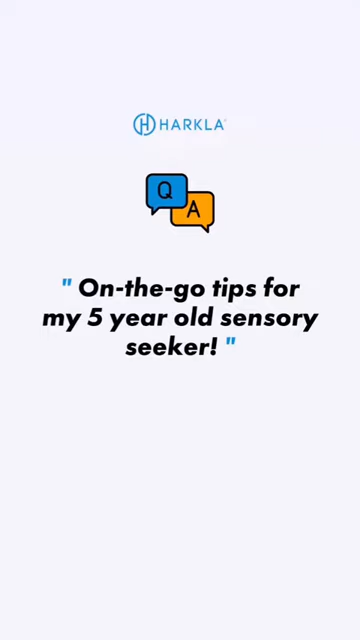 HARKLA
Q
A
" On-the-go tips for
my 5 year old sensory
seeker! "